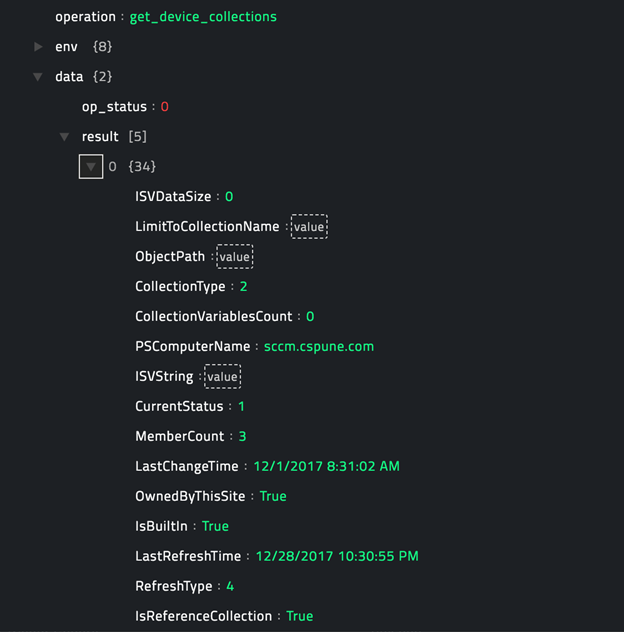 operation : get_device_collections
env {8}
data {2}
op_status : 0
result [5]
0 {34}
ISVDataSize : 0
LimitToCollectionName : value
ObjectPath : value
CollectionType : 2
CollectionVariablesCount : 0
PSComputerName : sccm.cspune.com
ISVString : value
CurrentStatus : 1
MemberCount : 3
LastChangeTime : 12/1/2017 8:31:02 AM
OwnedByThisSite : True
IsBuiltIn : True
LastRefreshTime : 12/28/2017 10:30:55 PM
RefreshType : 4
IsReferenceCollection : True